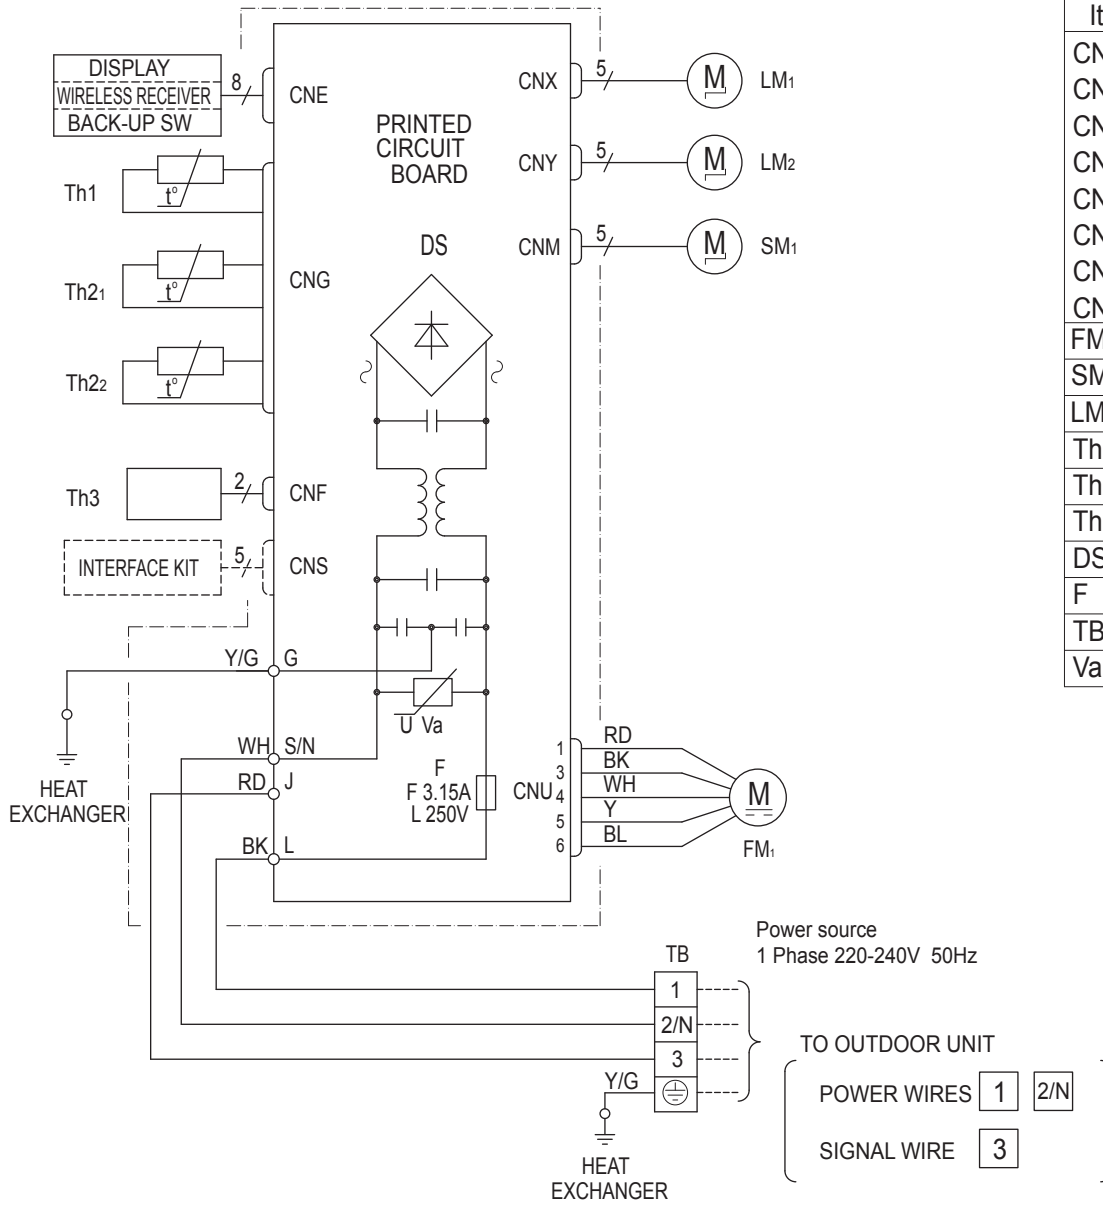 DISPLAY
WIRELESS RECEIVER
BACK-UP SW
8
CNE
Th1
t°
Th21
t°
CNG
Th22
t°
Th3
2
CNF
INTERFACE KIT
5
CNS
PRINTED
CIRCUIT
BOARD
DS
CNX
5
M
LM1
CNY
5
M
LM2
CNM
5
M
SM1
Y/G
G
HEAT
EXCHANGER
U Va
WH
S/N
RD
J
BK
L
F
F 3.15A
L 250V
CNU
1
3
4
5
6
RD
BK
WH
Y
BL
M
FM1
Power source
1 Phase 220-240V 50Hz
TB
1
2/N
3
Y/G
HEAT
EXCHANGER
TO OUTDOOR UNIT
POWER WIRES 1 2/N
SIGNAL WIRE 3
It
CN
CN
CN
CN
CN
CN
CN
CN
FM
SM
LM
Th
Th
Th
DS
F
TB
Va